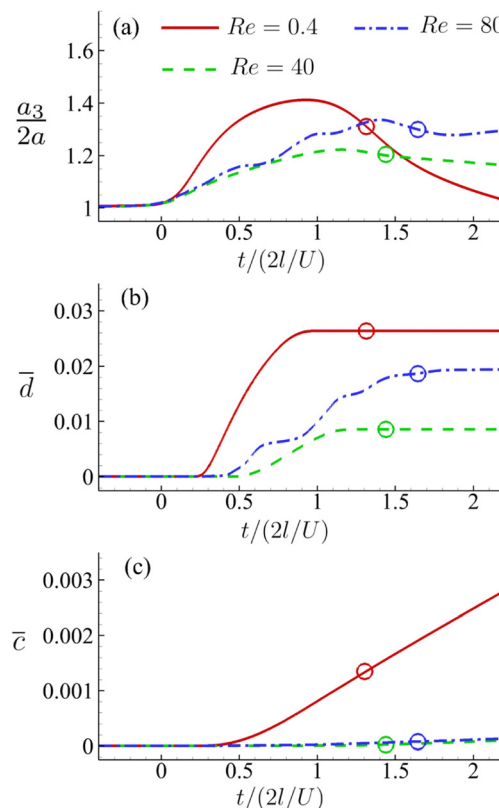 (a)
Re = 0.4
Re = 80
Re = 40
1.6
1.4
1.2
1
a₃/2a
0
0.5
1
1.5
2
t/(2l/U)
(b)
0.03
0.02
0.01
0
d̅
0
0.5
1
1.5
2
t/(2l/U)
(c)
0.003
0.002
0.001
0
c̅
0
0.5
1
1.5
2
t/(2l/U)